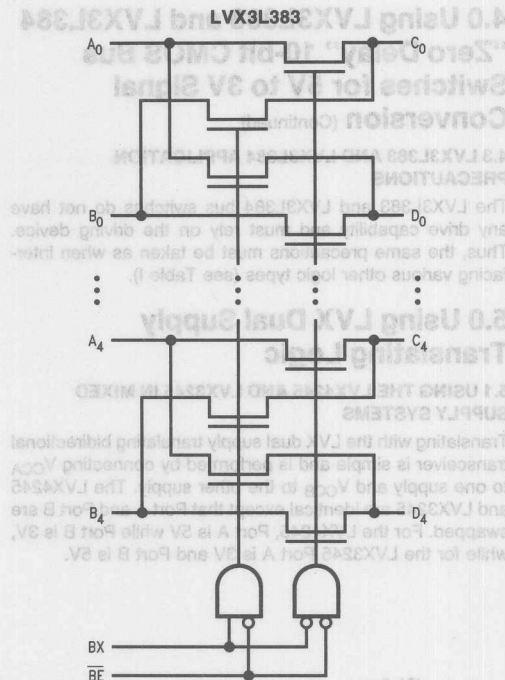 LVX3L383
A0 C0
B0 D0
A4 C4
B4 D4
BX
BE
4.0 Using LVX3L383 and LVX3L384
"Zero Delay" 10-bit CMOS Bus
Switches for 5V to 3V Signal
Conversion (Continued)
4.3 LVX3L383 AND LVX3L384 APPLICATION
PRECAUTIONS
The LVX3L383 and LVX3L384 bus switches do not have
any drive capability and must rely on the driving device.
Thus, the same precautions must be taken as when inter-
facing various other logic types (see Table I).
5.0 Using LVX Dual Supply
Translating Logic
5.1 USING THE LVX4245 AND LVX3245 IN MIXED
SUPPLY SYSTEMS
Translating with the LVX dual supply translating bidirectional
transceiver is simple and is performed by connecting VCCA
to one supply and VCCB to the other supply. The LVX4245
and LVX3245 are identical except that Port A and Port B are
swapped. For the LVX4245, Port A is 5V while Port B is 3V,
while for the LVX3245 Port A is 3V and Port B is 5V.